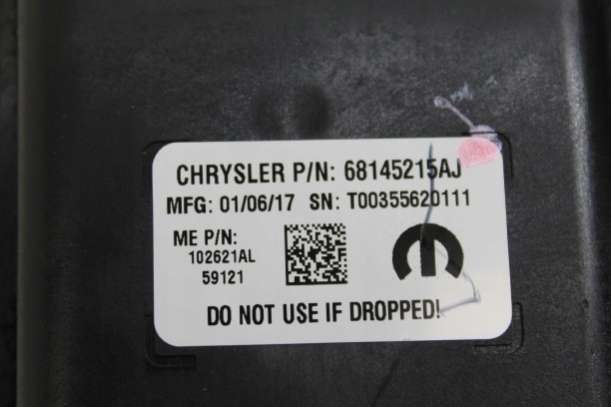 CHRYSLER P/N: 68145215AJ
MFG: 01/06/17 SN: T00355620111
ME P/N:
102621AL
59121
DO NOT USE IF DROPPED!